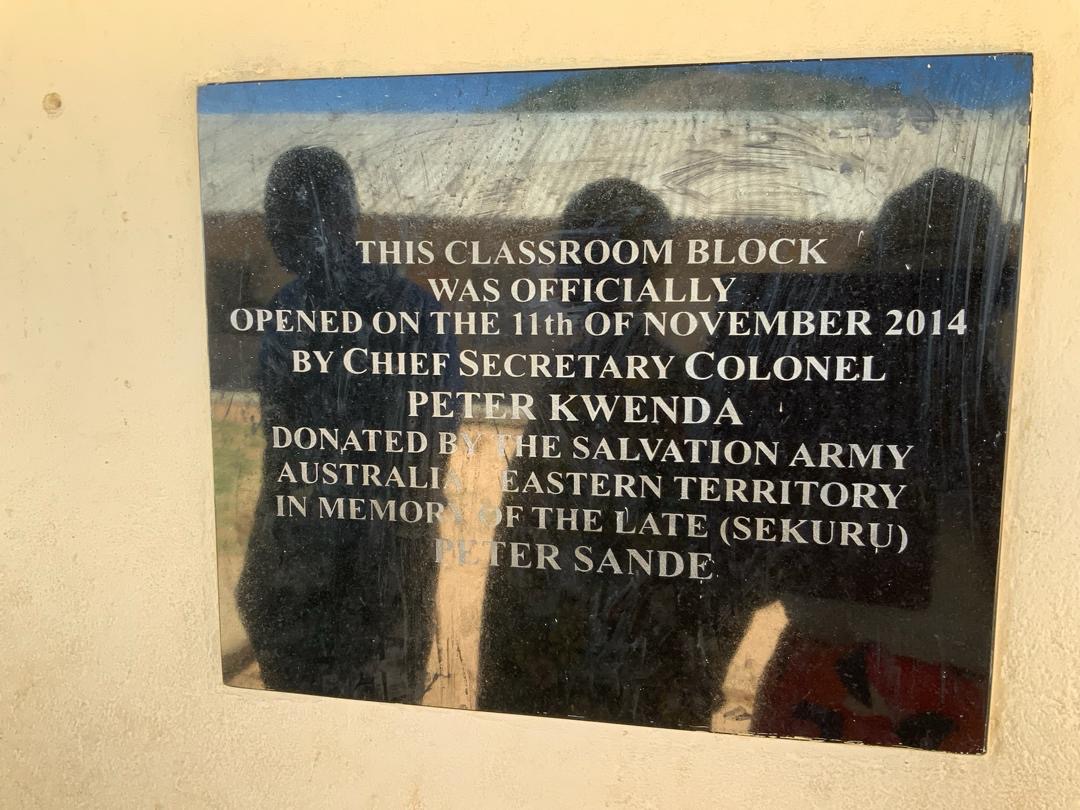 THIS CLASSROOM BLOCK
WAS OFFICIALLY
OPENED ON THE 11th OF NOVEMBER 2014
BY CHIEF SECRETARY COLONEL
PETER KWENDA
DONATED BY THE SALVATION ARMY
AUSTRALIA EASTERN TERRITORY
IN MEMORY OF THE LATE (SEKURU)
PETER SANDE